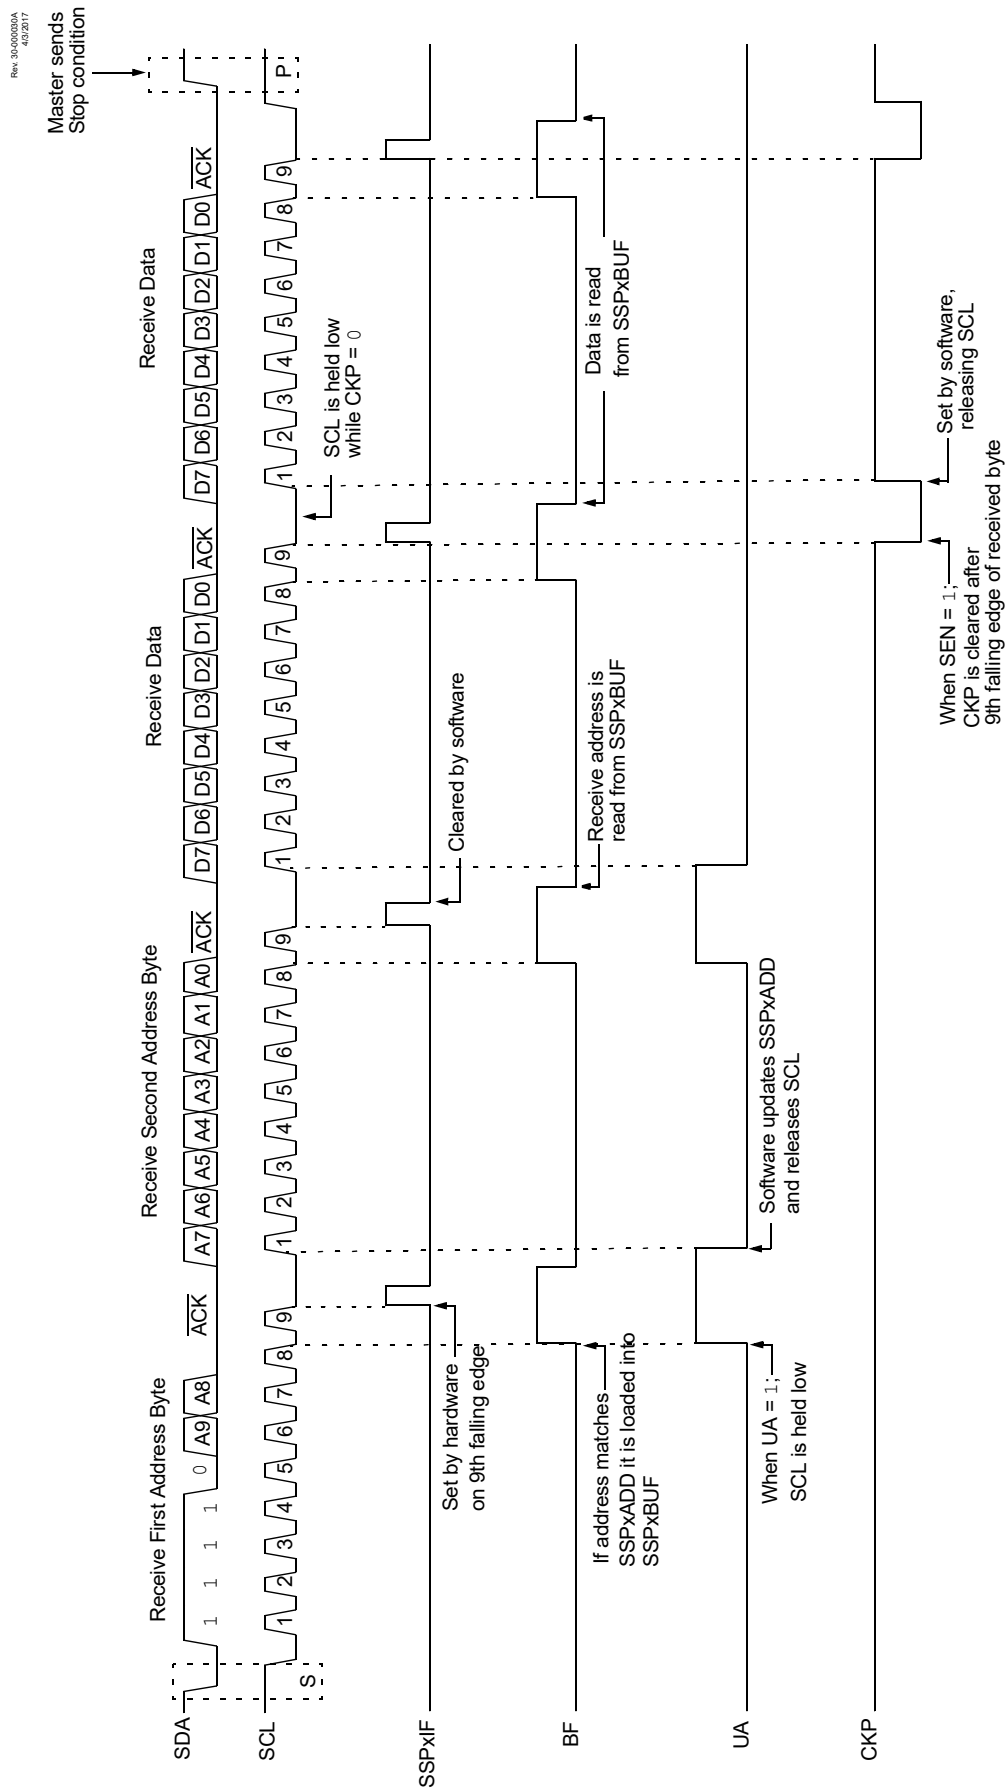 Rev. 30-000030A
4/3/2017
Master sends
Stop condition
Receive First Address Byte
Receive Second Address Byte
Receive Data
Receive Data
SDA
1 1 1 1 0 A9 A8 ACK A7 A6 A5 A4 A3 A2 A1 A0 ACK D7 D6 D5 D4 D3 D2 D1 D0 ACK D7 D6 D5 D4 D3 D2 D1 D0 ACK
SCL
S 1 2 3 4 5 6 7 8 9 1 2 3 4 5 6 7 8 9 1 2 3 4 5 6 7 8 9 1 2 3 4 5 6 7 8 9 P
SCL is held low
while CKP = 0
SSPxIF
Set by hardware
on 9th falling edge
Cleared by software
BF
If address matches
SSPxADD it is loaded into
SSPxBUF
Receive address is
read from SSPxBUF
Data is read
from SSPxBUF
UA
When UA = 1;
SCL is held low
Software updates SSPxADD
and releases SCL
CKP
When SEN = 1;
CKP is cleared after
9th falling edge of received byte
Set by software,
releasing SCL